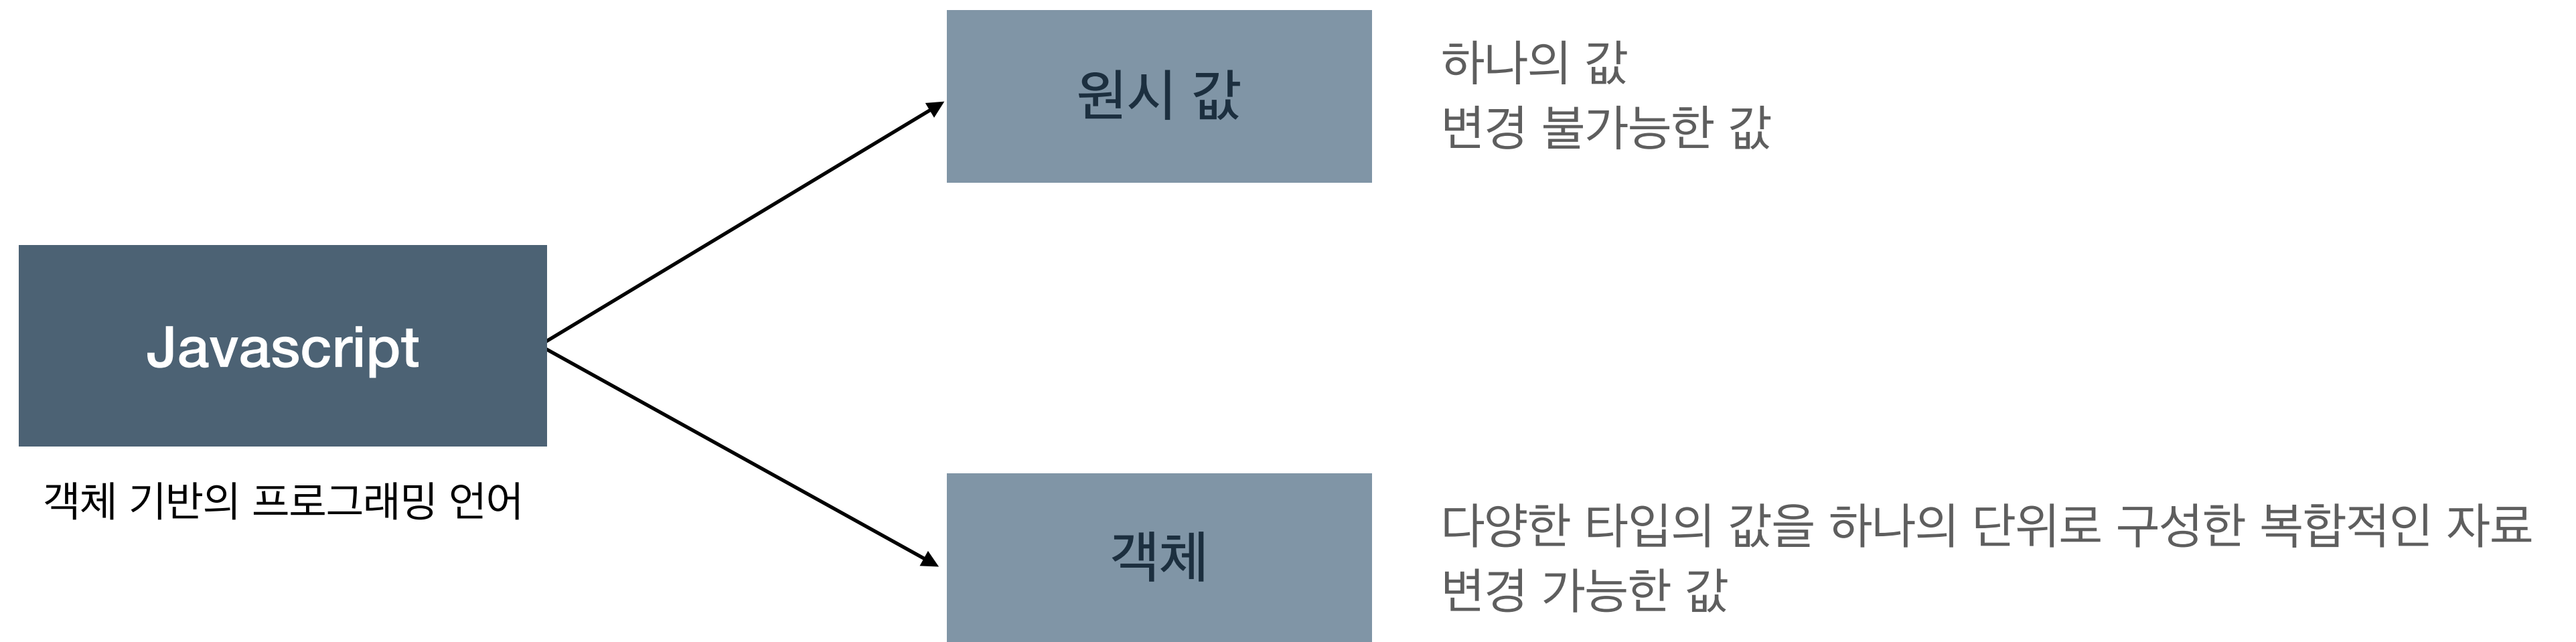 원시 값
하나의 값
변경 불가능한 값
Javascript
객체 기반의 프로그래밍 언어
객체
다양한 타입의 값을 하나의 단위로 구성한 복합적인 자료
변경 가능한 값